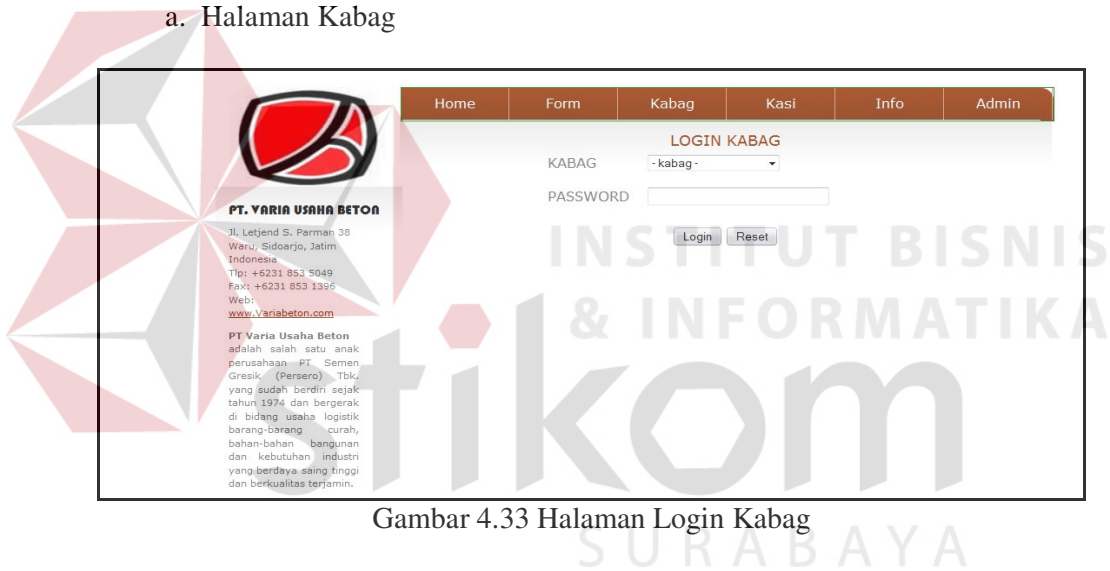 a. Halaman Kabag
Home Form Kabag Kasi Info Admin
LOGIN KABAG
KABAG - kabag -
PASSWORD
Login Reset
PT. VARIA USAHA BETON
Jl. Letjend S. Parman 38
Waru, Sidoarjo, Jatim
Indonesia
Tlp: +6231 853 5049
Fax: +6231 853 1396
Web:
www.Variabeton.com
PT Varia Usaha Beton
adalah salah satu anak
perusahaan PT Semen
Gresik (Persero) Tbk.
yang sudah berdiri sejak
tahun 1974 dan bergerak
di bidang usaha logistik
barang-barang curah,
bahan-bahan bangunan
dan kebutuhan industri
yang berdaya saing tinggi
dan berkualitas terjamin.
INSTITUT BISNIS
& INFORMATIKA
stikom
SURABAYA
Gambar 4.33 Halaman Login Kabag